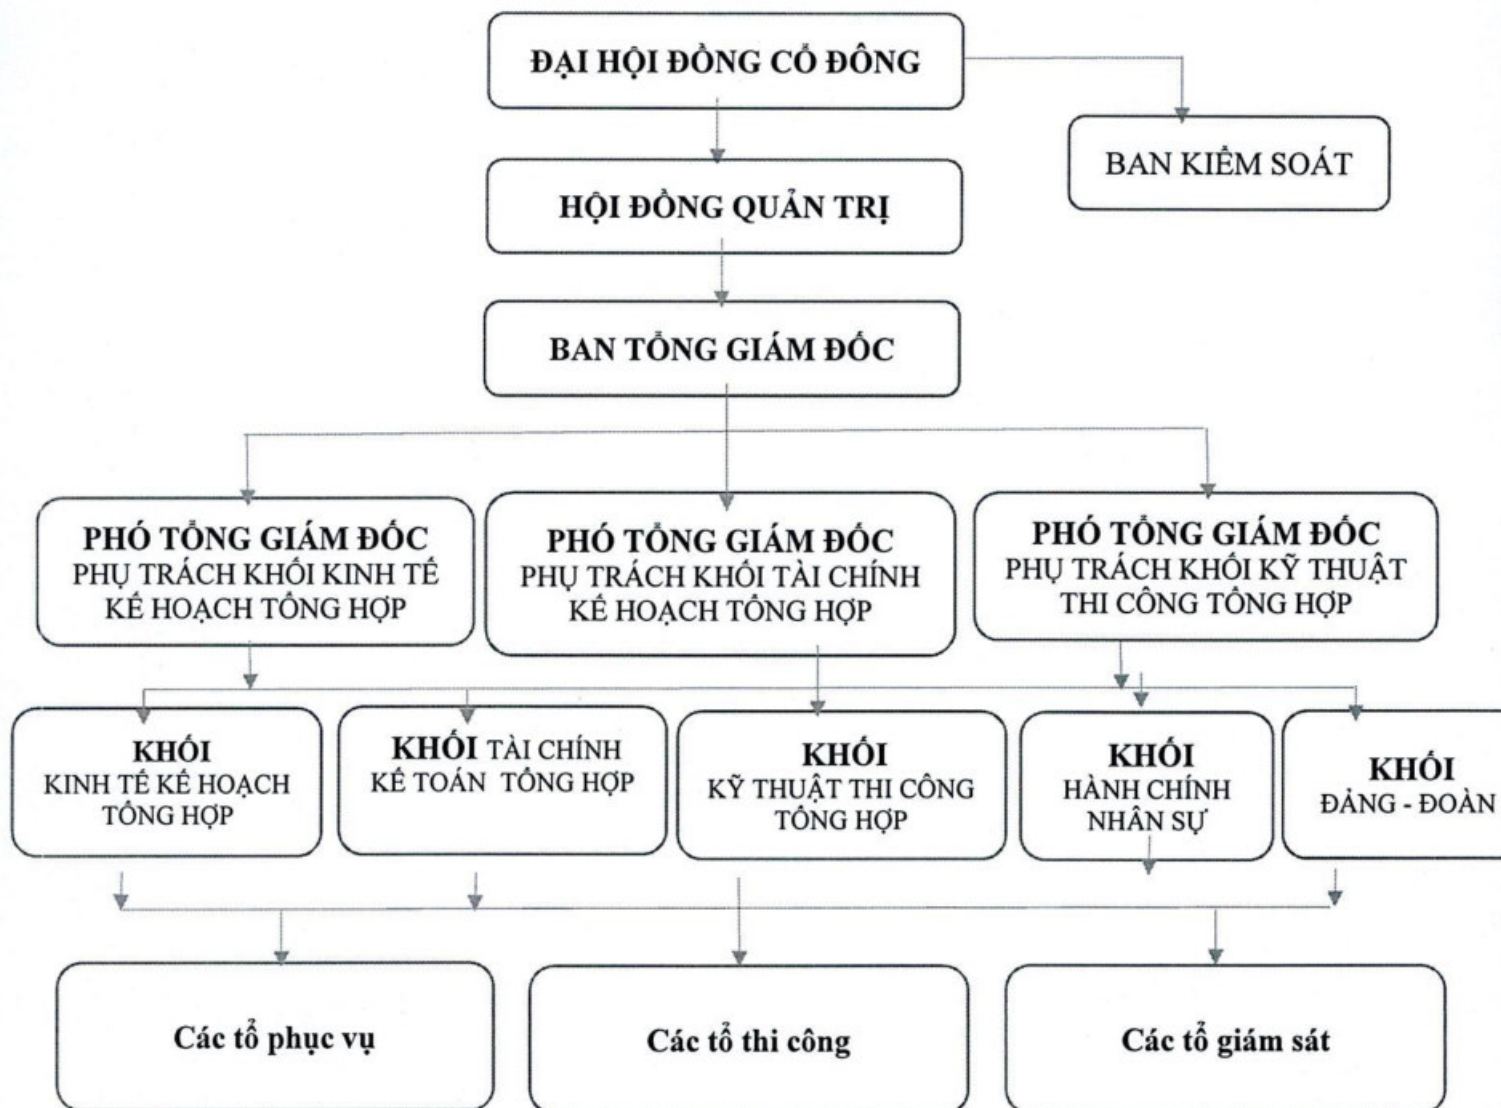 ĐẠI HỘI ĐỒNG CỔ ĐÔNG
BAN KIỂM SOÁT
HỘI ĐỒNG QUẢN TRỊ
BAN TỔNG GIÁM ĐỐC
PHÓ TỔNG GIÁM ĐỐC
PHỤ TRÁCH KHỐI KINH TẾ
KẾ HOẠCH TỔNG HỢP
PHÓ TỔNG GIÁM ĐỐC
PHỤ TRÁCH KHỐI TÀI CHÍNH
KẾ HOẠCH TỔNG HỢP
PHÓ TỔNG GIÁM ĐỐC
PHỤ TRÁCH KHỐI KỸ THUẬT
THI CÔNG TỔNG HỢP
KHỐI
KINH TẾ KẾ HOẠCH
TỔNG HỢP
KHỐI TÀI CHÍNH
KẾ TOÁN TỔNG HỢP
KHỐI
KỸ THUẬT THI CÔNG
TỔNG HỢP
KHỐI
HÀNH CHÍNH
NHÂN SỰ
KHỐI
ĐẢNG - ĐOÀN
Các tổ phục vụ
Các tổ thi công
Các tổ giám sát